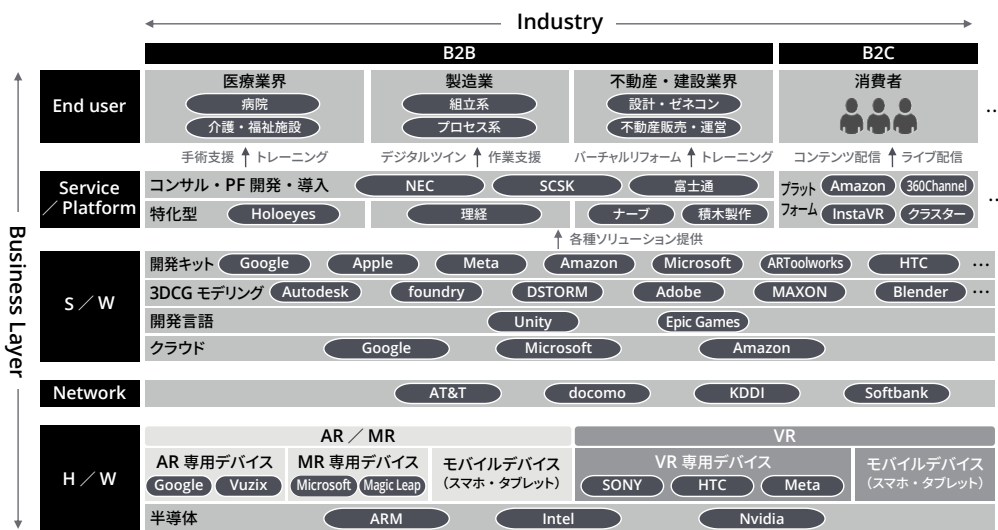 Industry
B2B
B2C
Business Layer
End user
医療業界
病院
介護・福祉施設
製造業
組立系
プロセス系
不動産・建設業界
設計・ゼネコン
不動産販売・運営
消費者
…
手術支援 トレーニング
デジタルツイン 作業支援
バーチャルリフォーム トレーニング
コンテンツ配信 ライブ配信
Service
／Platform
コンサル・PF 開発・導入
NEC
SCSK
富士通
特化型
Holoeyes
理経
ナーブ
積木製作
プラット
フォーム
Amazon
360Channel
InstaVR
クラスター
…
各種ソリューション提供
S／W
開発キット
Google
Apple
Meta
Amazon
Microsoft
ARToolworks
HTC
…
3DCG モデリング
Autodesk
foundry
DSTORM
Adobe
MAXON
Blender
…
開発言語
Unity
Epic Games
クラウド
Google
Microsoft
Amazon
Network
AT&T
docomo
KDDI
Softbank
H／W
AR ／ MR
VR
AR 専用デバイス
Google
Vuzix
MR 専用デバイス
Microsoft
Magic Leap
モバイルデバイス
（スマホ・タブレット）
VR 専用デバイス
SONY
HTC
Meta
モバイルデバイス
（スマホ・タブレット）
半導体
ARM
Intel
Nvidia